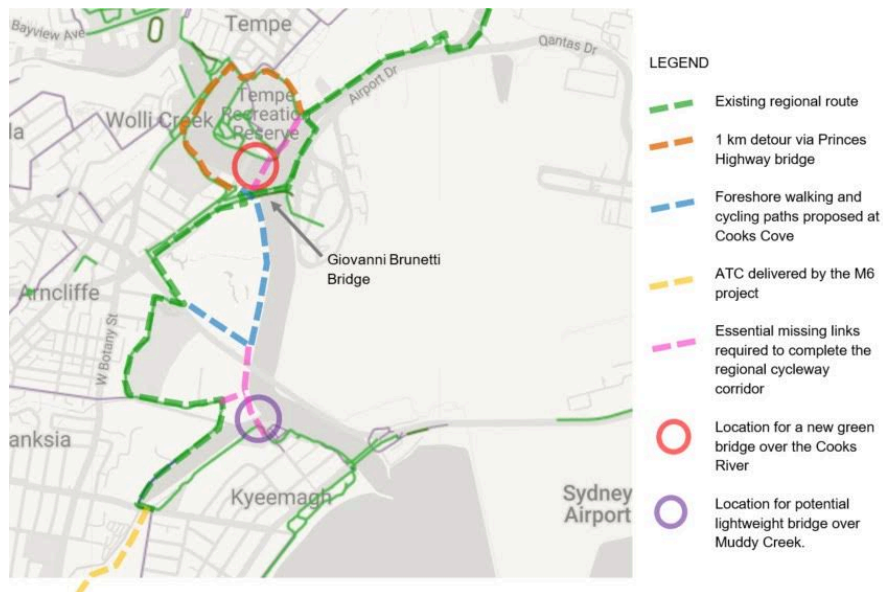 Tempe
Bayview Ave
Qantas Dr
Airport Dr
Tempe
Recreation
Reserve
Wolli Creek
la
Giovanni Brunetti
Bridge
Arncliffe
W Botany St
anksia
Kyeemagh
Sydney
Airport
LEGEND
Existing regional route
1 km detour via Princes
Highway bridge
Foreshore walking and
cycling paths proposed at
Cooks Cove
ATC delivered by the M6
project
Essential missing links
required to complete the
regional cycleway
corridor
Location for a new green
bridge over the Cooks
River
Location for potential
lightweight bridge over
Muddy Creek.